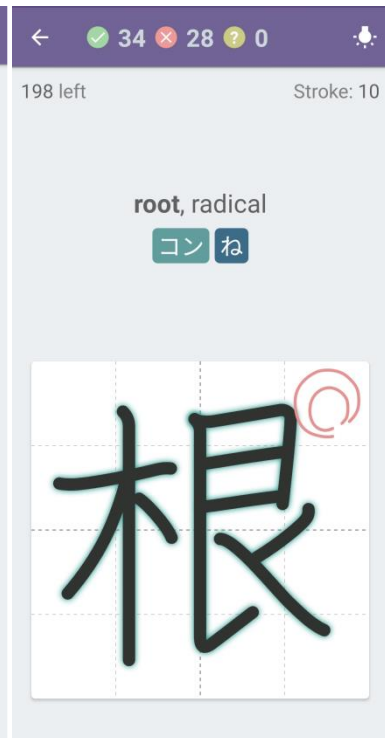 34 28 0
198 left Stroke: 10
root, radical
コン ね
根